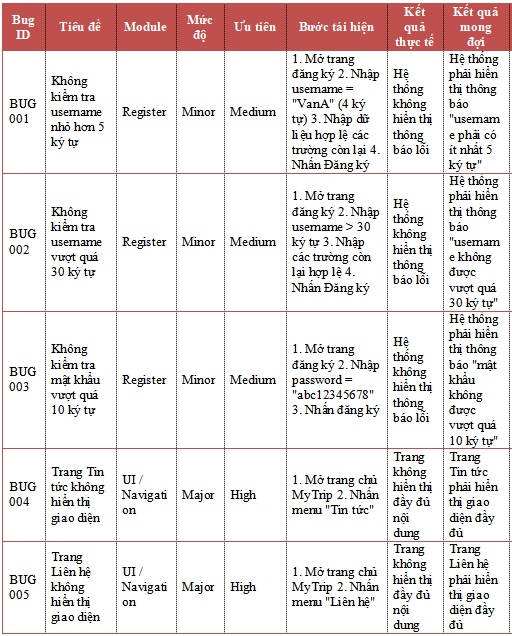 Bug
ID
Tiêu đề
Module
Mức
độ
Ưu tiên
Bước tái hiện
Kết
quả
thực tế
Kết quả
mong
đợi
BUG
001
Không
kiểm tra
username
nhỏ hơn 5
ký tự
Register
Minor
Medium
1. Mở trang
đăng ký 2. Nhập
username =
"VanA" (4 ký
tự) 3. Nhập dữ
liệu hợp lệ các
trường còn lại 4.
Nhấn Đăng ký
Hệ
thống
không
hiển thị
thông
báo lỗi
Hệ thống
phải hiển
thị thông
báo
"usernam
e phải có
ít nhất 5
ký tự"
BUG
002
Không
kiểm tra
username
vượt quá
30 ký tự
Register
Minor
Medium
1. Mở trang
đăng ký 2. Nhập
username > 30
ký tự 3. Nhập
các trường còn
lại hợp lệ 4.
Nhấn Đăng ký
Hệ
thống
không
hiển thị
thông
báo lỗi
Hệ thống
phải hiển
thị thông
báo
"usernam
e không
được
vượt quá
30 ký tự"
BUG
003
Không
kiểm tra
mật khẩu
vượt quá
10 ký tự
Register
Minor
Medium
1. Mở trang
đăng ký 2. Nhập
password =
"abc12345678"
3. Nhấn đăng ký
Hệ
thống
không
hiển thị
thông
báo lỗi
Hệ thống
phải hiển
thị thông
báo "mật
khẩu
không
được
vượt quá
10 ký tự"
BUG
004
Trang Tin
tức không
hiển thị
giao diện
UI /
Navigati
on
Major
High
1. Mở trang chủ
MyTrip 2. Nhấn
menu "Tin tức"
Trang
không
hiển thị
đầy đủ
nội
dung
Trang
Tin tức
phải hiển
thị giao
diện đầy
đủ
BUG
005
Trang
Liên hệ
không
hiển thị
giao diện
UI /
Navigati
on
Major
High
1. Mở trang chủ
MyTrip 2. Nhấn
menu "Liên hệ"
Trang
không
hiển thị
đầy đủ
nội
dung
Trang
Liên hệ
phải hiển
thị giao
diện đầy
đủ